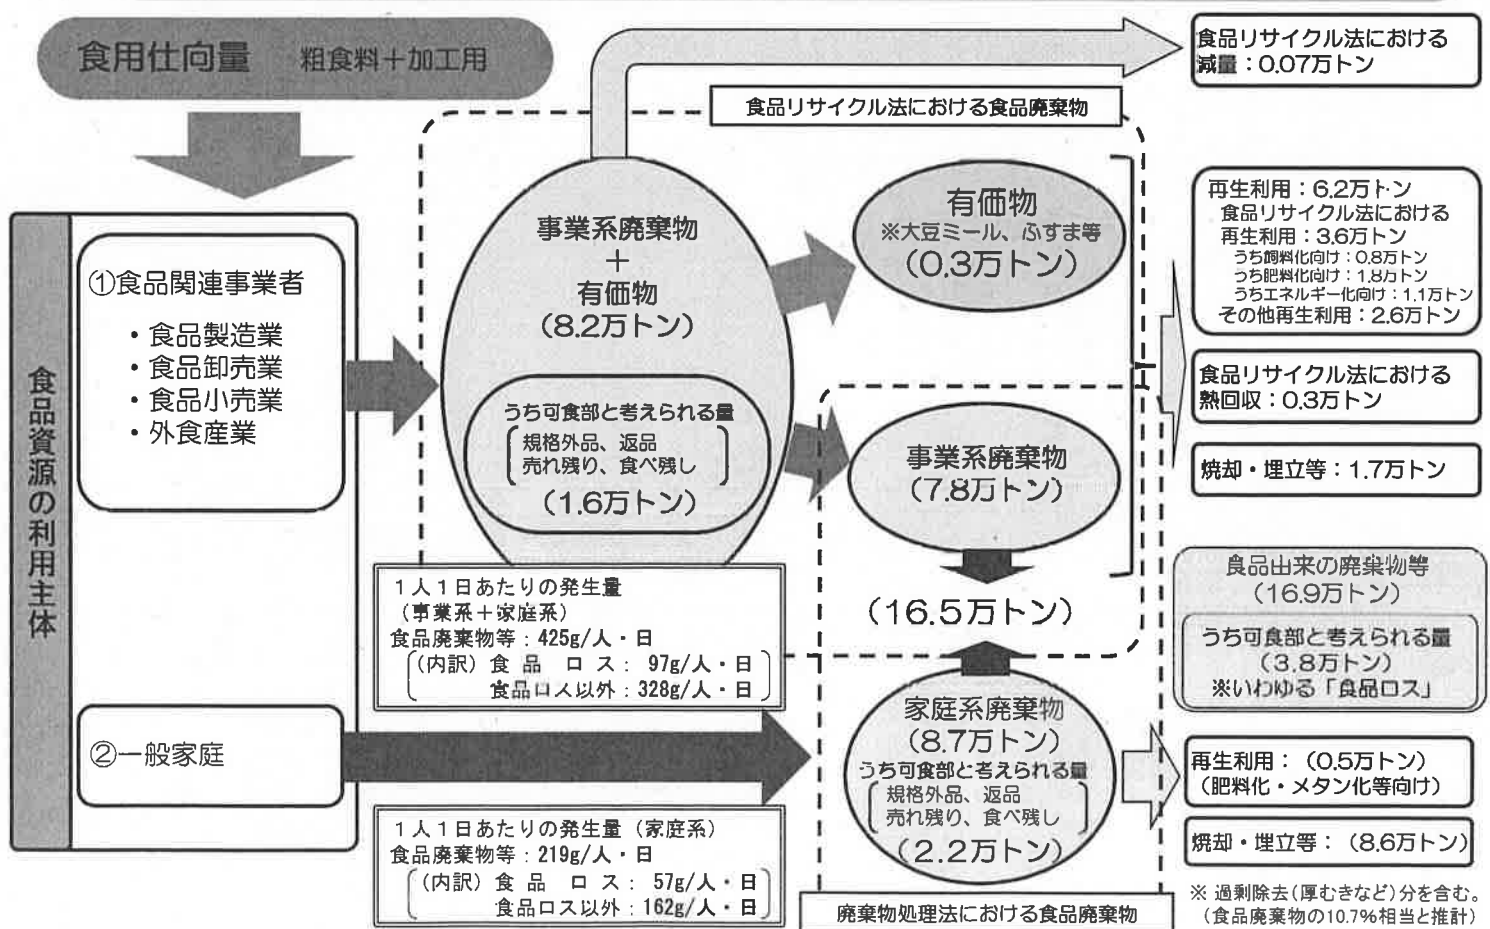 食用仕向量 粗食料+加工用
食品リサイクル法における
減量:0.07万トン
食品リサイクル法における食品廃棄物
食品資源の利用主体
①食品関連事業者
・食品製造業
・食品卸売業
・食品小売業
・外食産業
②一般家庭
事業系廃棄物
+
有価物
(8.2万トン)
うち可食部と考えられる量
規格外品、返品
売れ残り、食べ残し
(1.6万トン)
有価物
※大豆ミール、ふすま等
(0.3万トン)
事業系廃棄物
(7.8万トン)
(16.5万トン)
家庭系廃棄物
(8.7万トン)
うち可食部と考えられる量
規格外品、返品
売れ残り、食べ残し
(2.2万トン)
廃棄物処理法における食品廃棄物
1人1日あたりの発生量
(事業系+家庭系)
食品廃棄物等:425g/人・日
(内訳)食品ロス: 97g/人・日
食品ロス以外:328g/人・日
1人1日あたりの発生量(家庭系)
食品廃棄物等:219g/人・日
(内訳)食品ロス: 57g/人・日
食品ロス以外:162g/人・日
再生利用:6.2万トン
食品リサイクル法における
再生利用:3.6万トン
うち飼料化向け:0.8万トン
うち肥料化向け:1.8万トン
うちエネルギー化向け:1.1万トン
その他再生利用:2.6万トン
食品リサイクル法における
熱回収:0.3万トン
焼却・埋立等:1.7万トン
食品由来の廃棄物等
(16.9万トン)
うち可食部と考えられる量
(3.8万トン)
※いわゆる「食品ロス」
再生利用:(0.5万トン)
(肥料化・メタン化等向け)
焼却・埋立等:(8.6万トン)
※ 過剰除去(厚むきなど)分を含む。
(食品廃棄物の10.7%相当と推計)